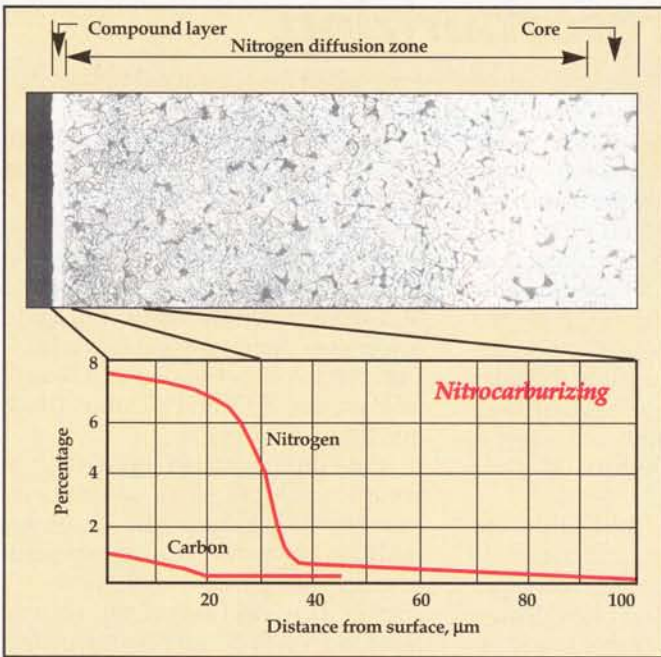 Compound layer
Core
Nitrogen diffusion zone
8
6
4
2
Percentage
Nitrocarburizing
Nitrogen
Carbon
20
40
60
80
100
Distance from surface, μm